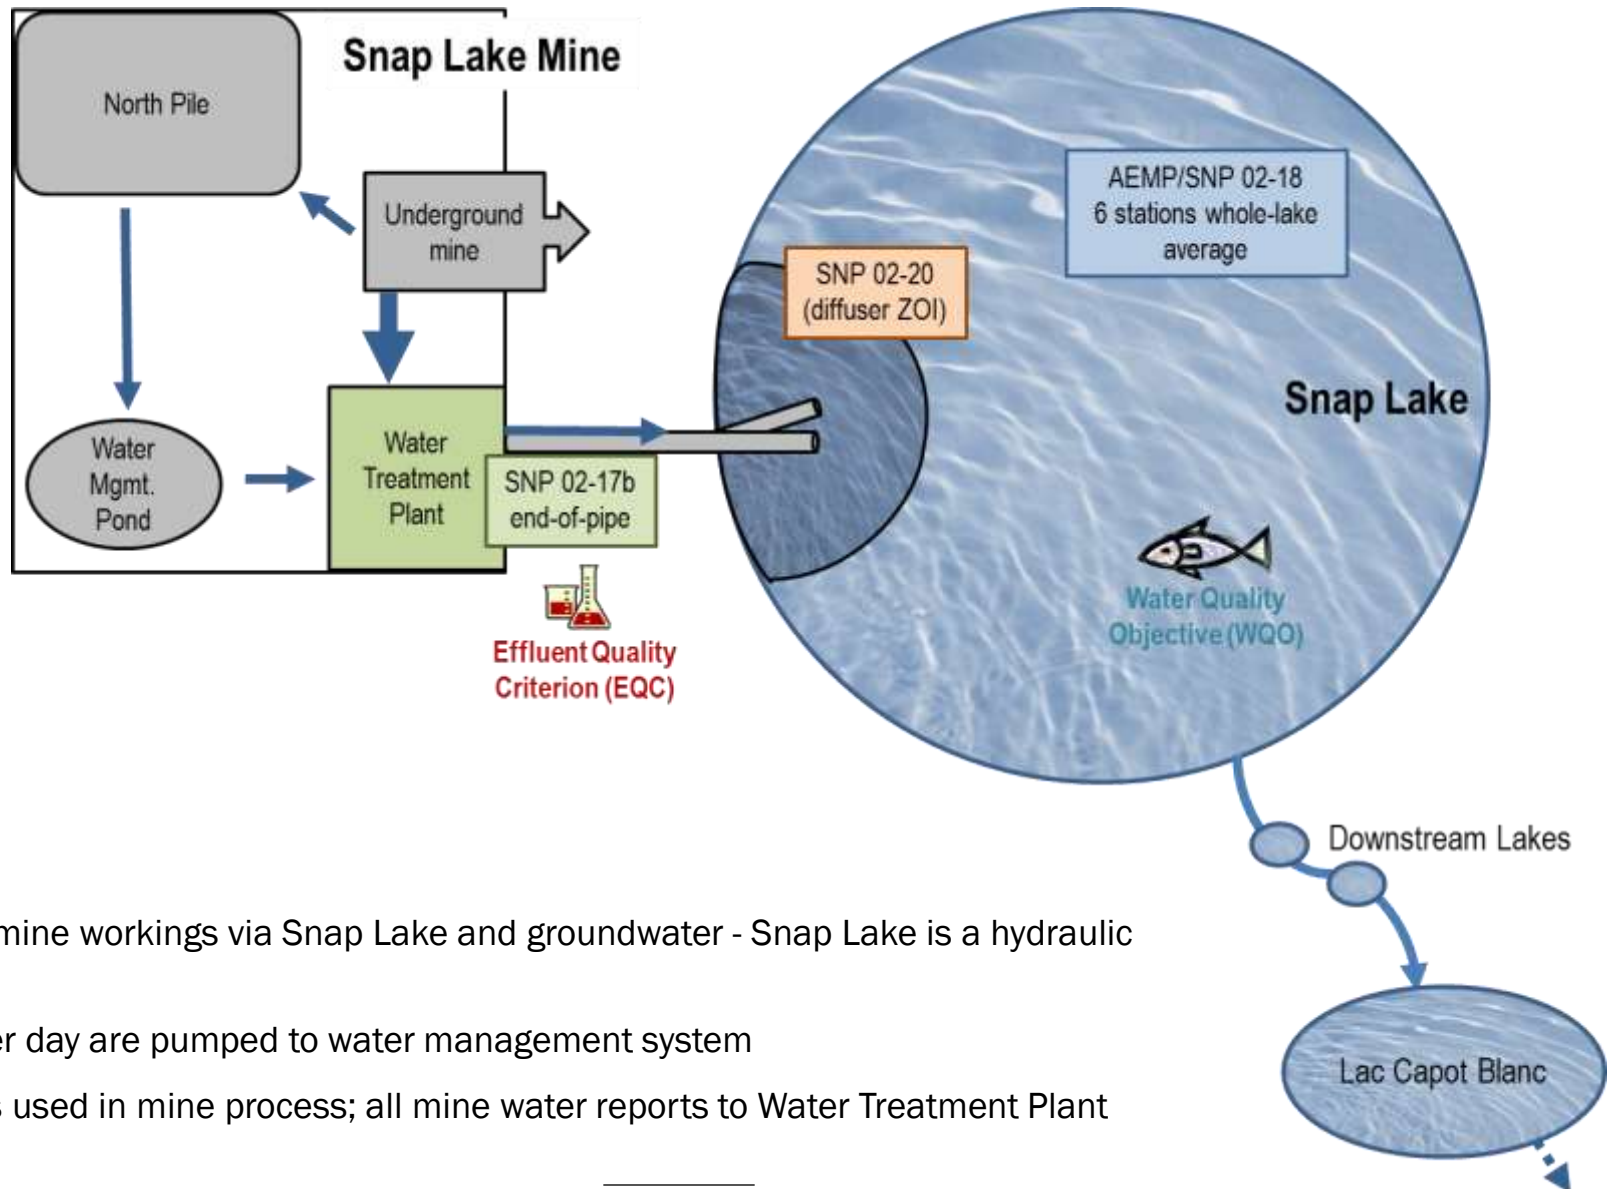 Snap Lake Mine
North Pile
Underground
mine
Water
Mgmt.
Pond
Water
Treatment
Plant
SNP 02-17b
end-of-pipe
Effluent Quality
Criterion (EQC)
SNP 02-20
(diffuser ZOI)
AEMP/SNP 02-18
6 stations whole-lake
average
Snap Lake
Water Quality
Objective (WQO)
Downstream Lakes
Lac Capot Blanc
mine workings via Snap Lake and groundwater - Snap Lake is a hydraulic
day are pumped to water management system
used in mine process; all mine water reports to Water Treatment Plant